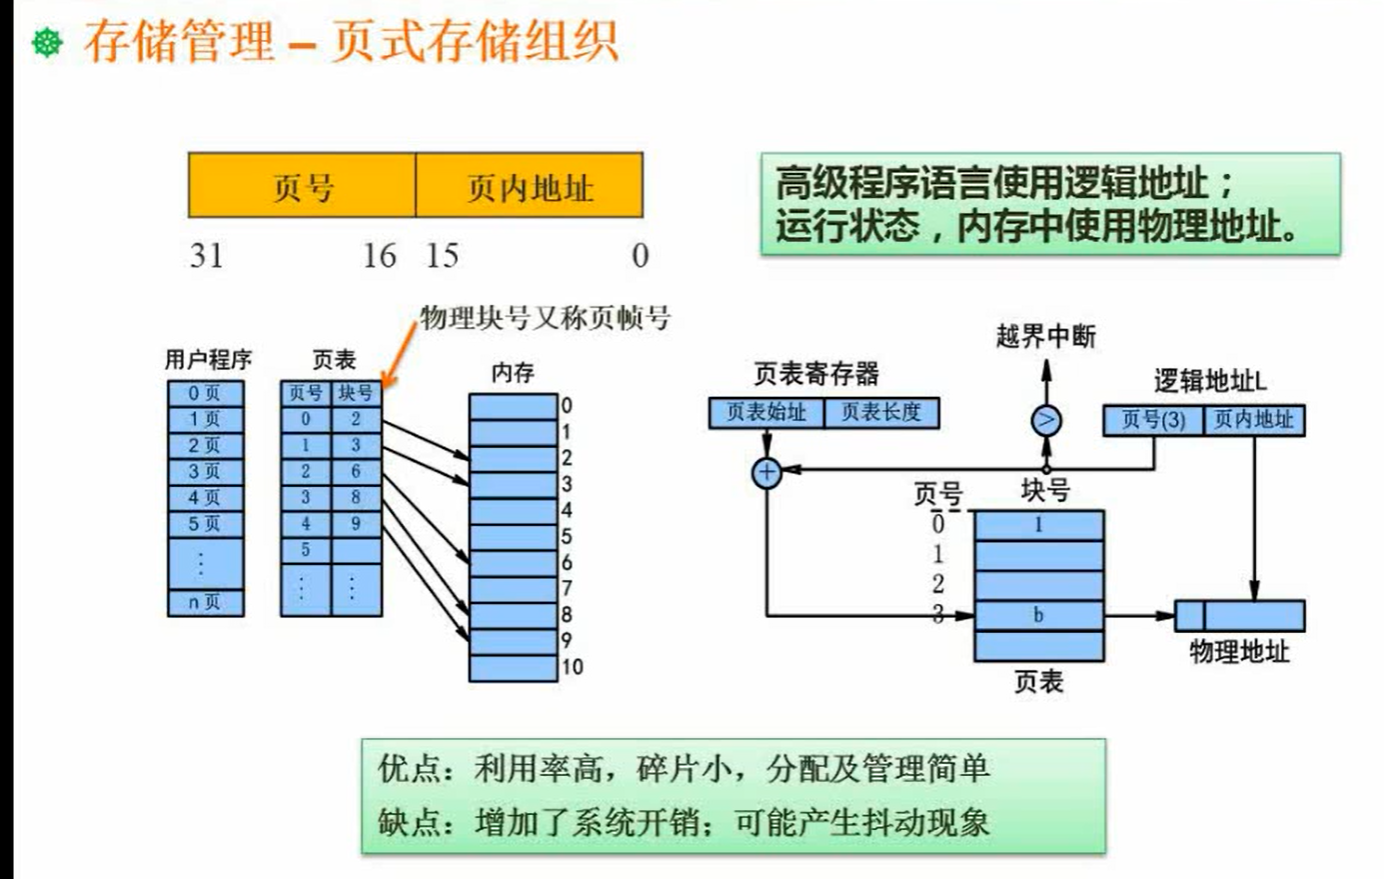 存储管理 – 页式存储组织
页号 页内地址
31 16 15 0
高级程序语言使用逻辑地址；
运行状态，内存中使用物理地址。
物理块号又称页帧号
用户程序
0 页
1 页
2 页
3 页
4 页
5 页
⋮
n 页
页表
页号 块号
0 2
1 3
2 6
3 8
4 9
5
⋮ ⋮
内存
0
1
2
3
4
5
6
7
8
9
10
越界中断
页表寄存器
页表始址 页表长度
>
逻辑地址L
页号(3) 页内地址
+
页号 块号
0 1
1
2
3 b
页表
物理地址
优点：利用率高，碎片小，分配及管理简单
缺点：增加了系统开销；可能产生抖动现象